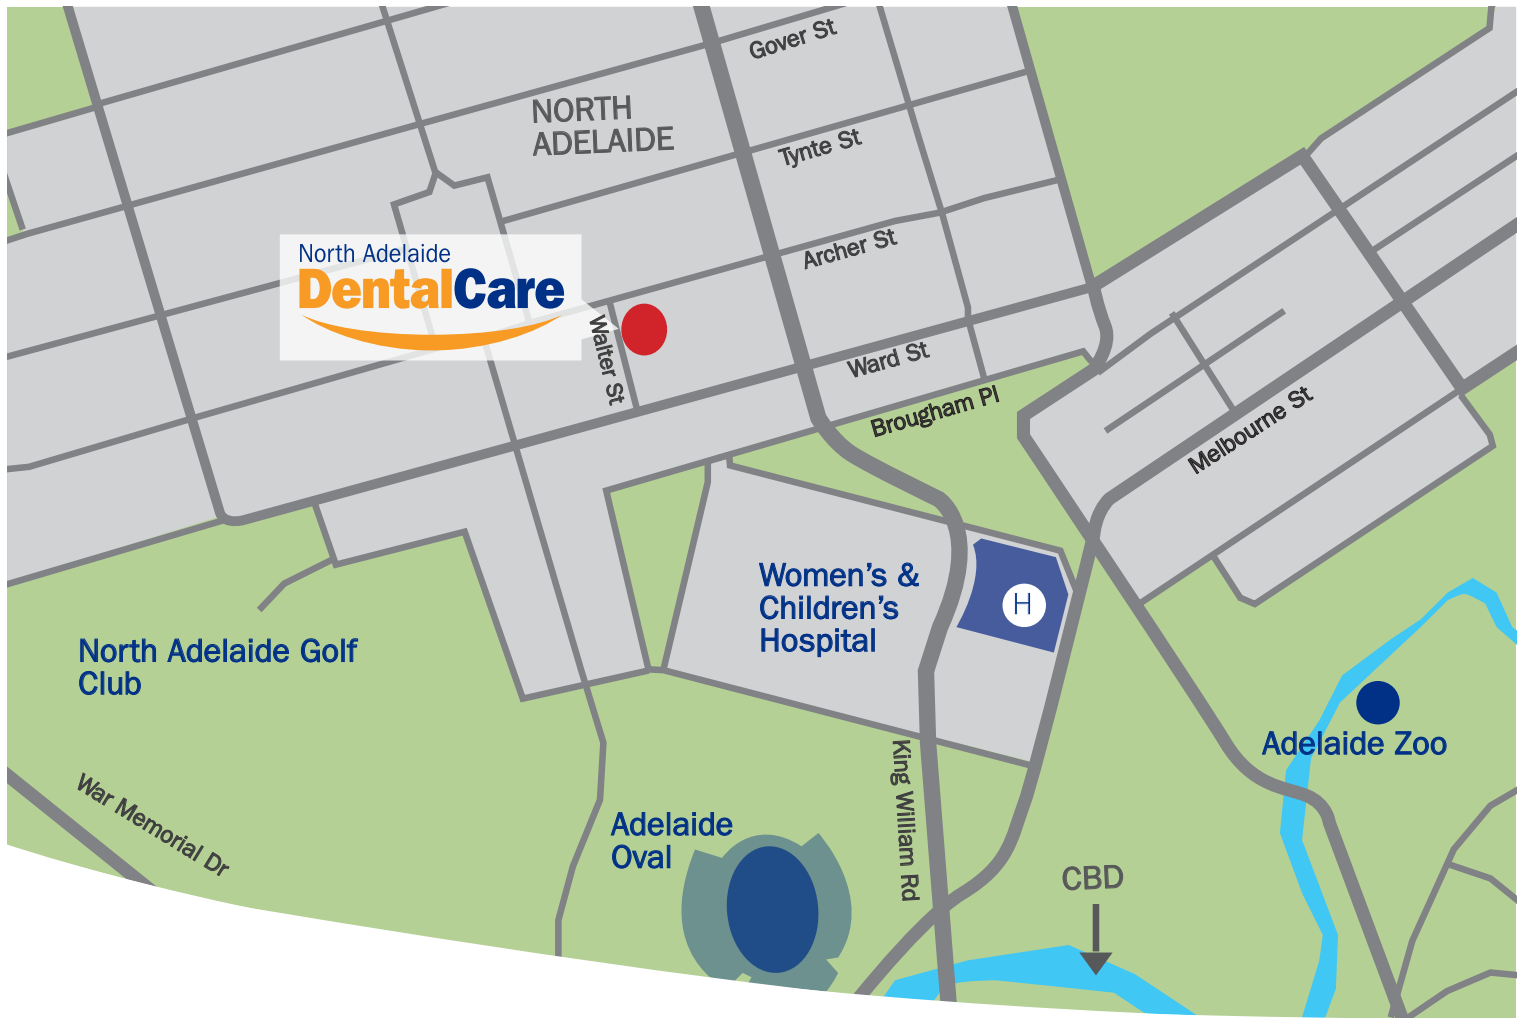 Gover St
NORTH
ADELAIDE
Tynte St
North Adelaide
DentalCare
Archer St
Walter St
Ward St
Brougham Pl
Melbourne St
Women's &
Children's
Hospital
H
North Adelaide Golf
Club
Adelaide Zoo
King William Rd
War Memorial Dr
Adelaide
Oval
CBD